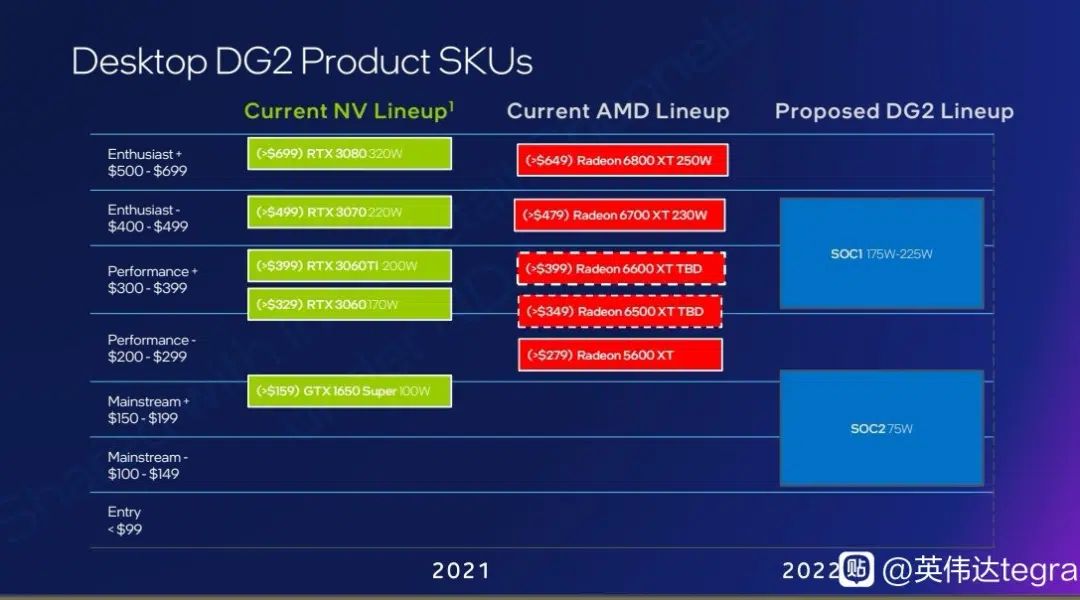 Desktop DG2 Product SKUs
Current NV Lineup¹
Current AMD Lineup
Proposed DG2 Lineup
Enthusiast +
$500 - $699
(>$699) RTX 3080 320W
(>$649) Radeon 6800 XT 250W
Enthusiast -
$400 - $499
(>$499) RTX 3070 220W
(>$479) Radeon 6700 XT 230W
SOC1 175W-225W
Performance +
$300 - $399
(>$399) RTX 3060TI 200W
(>$399) Radeon 6600 XT TBD
(>$329) RTX 3060 170W
(>$349) Radeon 6500 XT TBD
Performance -
$200 - $299
(>$279) Radeon 5600 XT
(>$159) GTX 1650 Super 100W
Mainstream +
$150 - $199
SOC2 75W
Mainstream -
$100 - $149
Entry
< $99
2021
2022
贴 @英伟达tegra